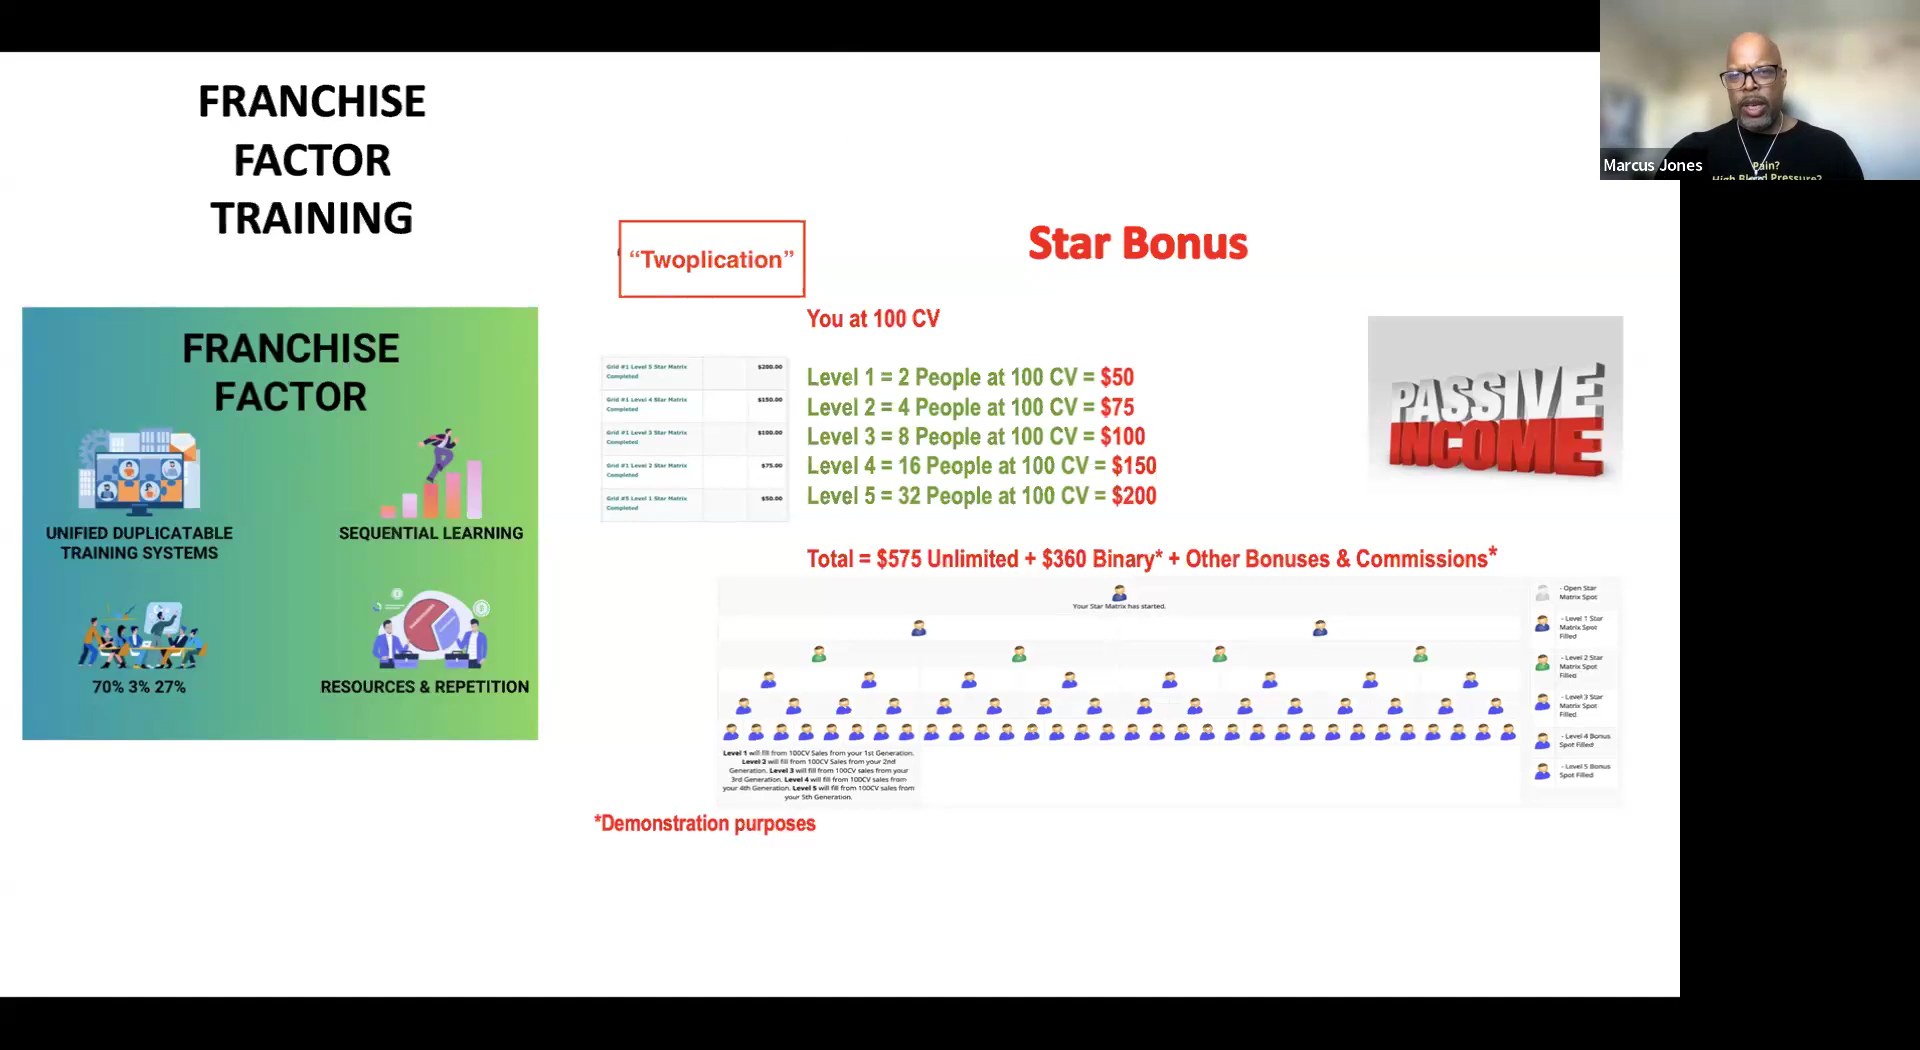 FRANCHISE
FACTOR
TRAINING
FRANCHISE
FACTOR
UNIFIED DUPLICATABLE
TRAINING SYSTEMS
SEQUENTIAL LEARNING
70% 3% 27%
RESOURCES & REPETITION
“Twoplication”
Star Bonus
You at 100 CV
Grid #1 Level 5 Star Matrix
Completed
$200.00
Grid #1 Level 4 Star Matrix
Completed
$150.00
Grid #1 Level 3 Star Matrix
Completed
$100.00
Grid #1 Level 2 Star Matrix
Completed
$75.00
Grid #5 Level 1 Star Matrix
Completed
$50.00
Level 1 = 2 People at 100 CV = $50
Level 2 = 4 People at 100 CV = $75
Level 3 = 8 People at 100 CV = $100
Level 4 = 16 People at 100 CV = $150
Level 5 = 32 People at 100 CV = $200
PASSIVE
INCOME
Total = $575 Unlimited + $360 Binary* + Other Bonuses & Commissions*
Your Star Matrix has started.
Level 1 will fill from 100CV Sales from your 1st Generation.
Level 2 will fill from 100CV sales from your 2nd
Generation. Level 3 will fill from 100CV sales from your
3rd Generation. Level 4 will fill from 100CV sales from
your 4th Generation. Level 5 will fill from 100CV sales from
your 5th Generation.
- Open Star
Matrix Spot
- Level 1 Star
Matrix Spot
Filled
- Level 2 Star
Matrix Spot
Filled
- Level 3 Star
Matrix Spot
Filled
- Level 4 Bonus
Spot Filled
- Level 5 Bonus
Spot Filled
*Demonstration purposes
Marcus Jones
Pain?
High Blood Pressure?